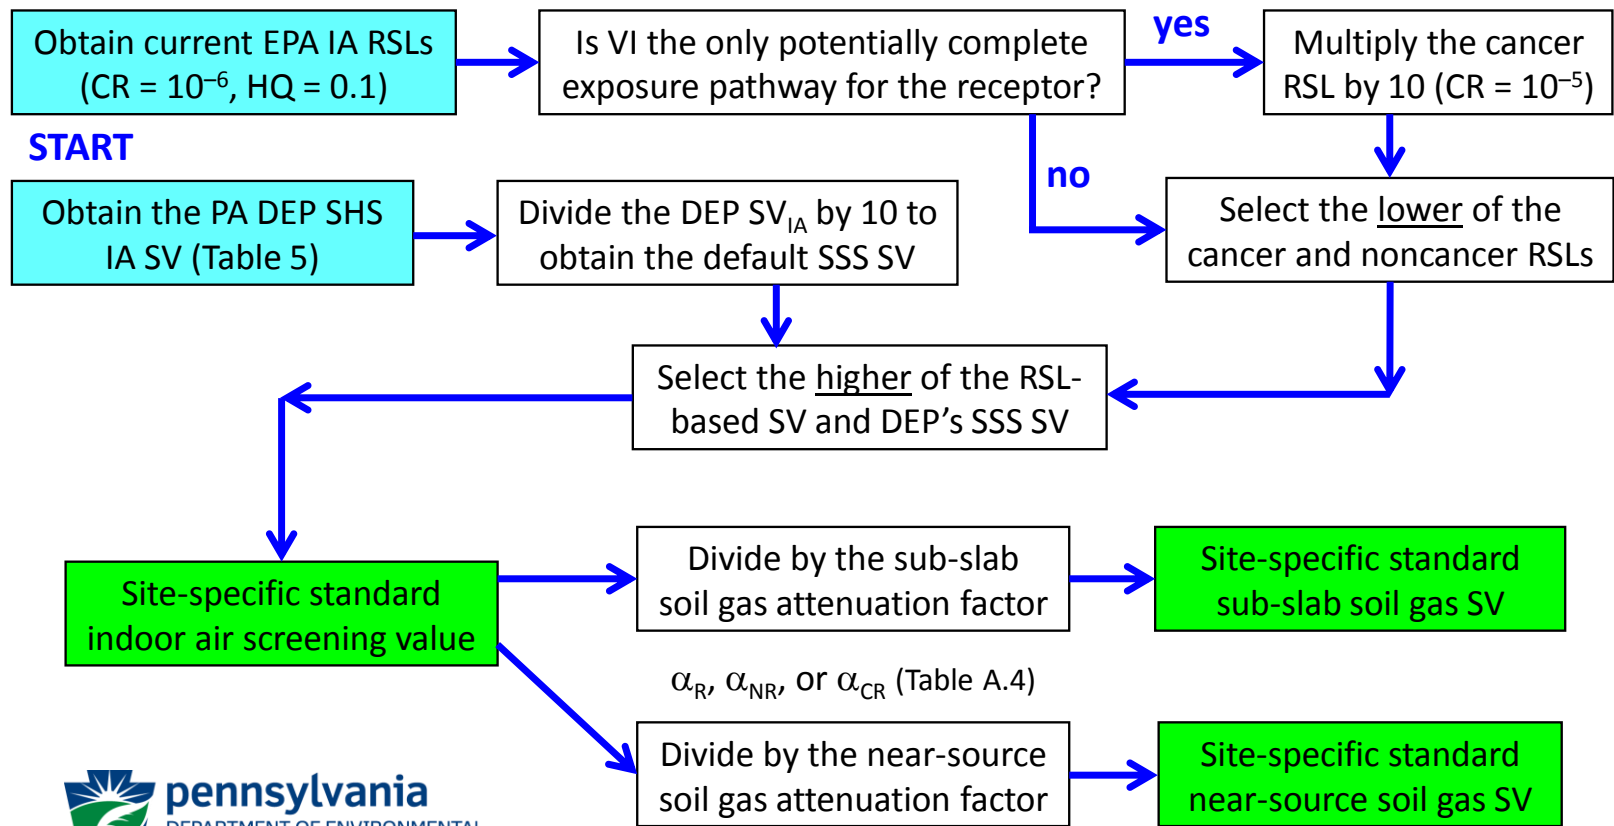 Obtain current EPA IA RSLs
(CR = 10⁻⁶, HQ = 0.1)
Is VI the only potentially complete
exposure pathway for the receptor?
yes
Multiply the cancer
RSL by 10 (CR = 10⁻⁵)
START
no
Obtain the PA DEP SHS
IA SV (Table 5)
Divide the DEP SV_IA by 10 to
obtain the default SSS SV
Select the lower of the
cancer and noncancer RSLs
Select the higher of the RSL-
based SV and DEP's SSS SV
Site-specific standard
indoor air screening value
Divide by the sub-slab
soil gas attenuation factor
Site-specific standard
sub-slab soil gas SV
α_R, α_NR, or α_CR (Table A.4)
Divide by the near-source
soil gas attenuation factor
Site-specific standard
near-source soil gas SV
pennsylvania
DEPARTMENT OF ENVIRONMENTAL